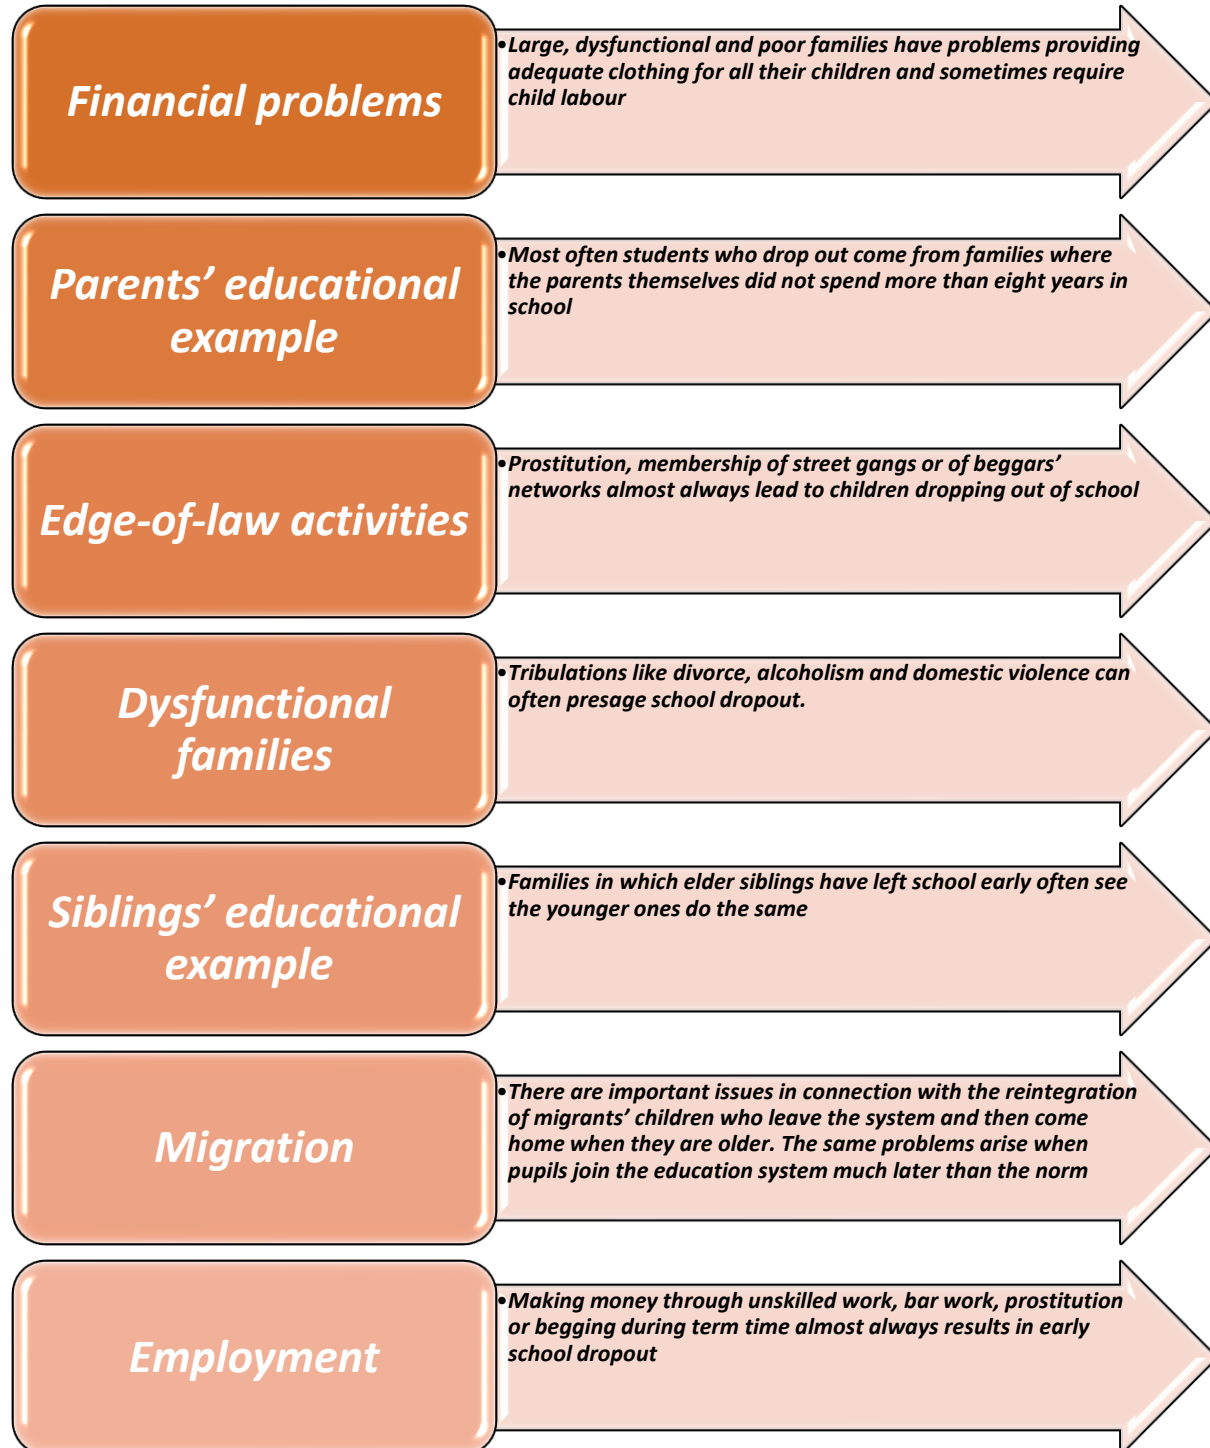 Financial problems
•Large, dysfunctional and poor families have problems providing
adequate clothing for all their children and sometimes require
child labour
Parents’ educational
example
•Most often students who drop out come from families where
the parents themselves did not spend more than eight years in
school
Edge-of-law activities
•Prostitution, membership of street gangs or of beggars’
networks almost always lead to children dropping out of school
Dysfunctional
families
•Tribulations like divorce, alcoholism and domestic violence can
often presage school dropout.
Siblings’ educational
example
•Families in which elder siblings have left school early often see
the younger ones do the same
Migration
•There are important issues in connection with the reintegration
of migrants’ children who leave the system and then come
home when they are older. The same problems arise when
pupils join the education system much later than the norm
Employment
•Making money through unskilled work, bar work, prostitution
or begging during term time almost always results in early
school dropout